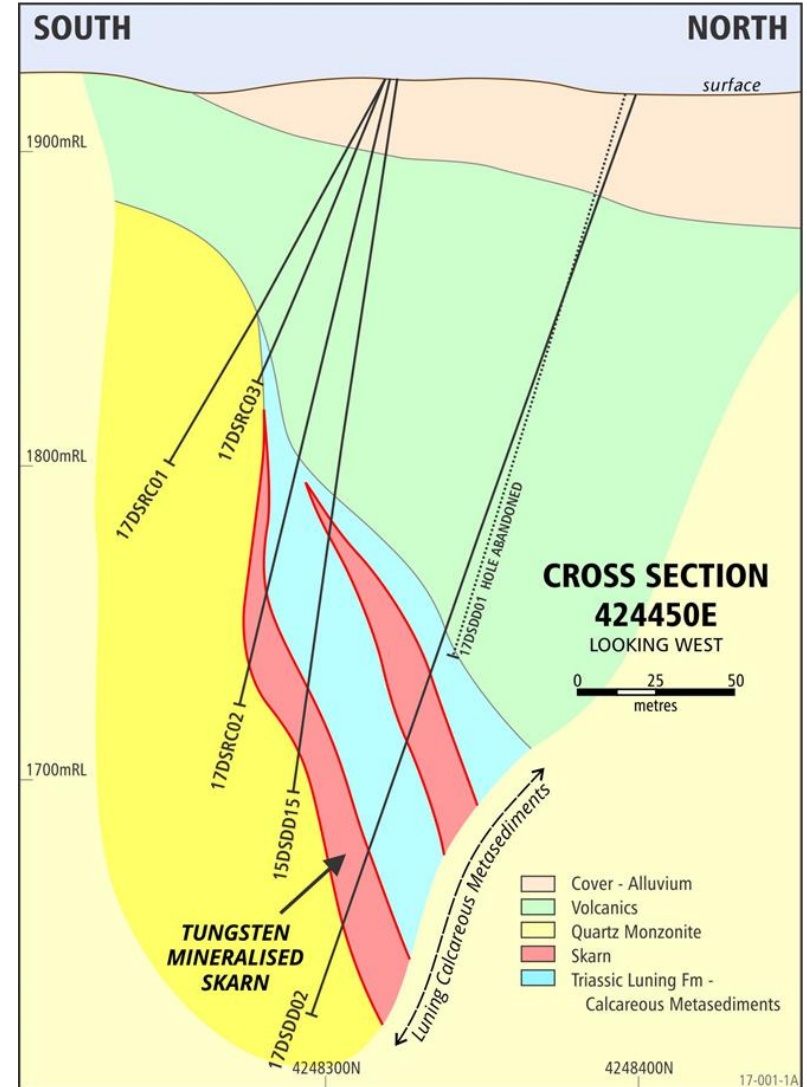 SOUTH
NORTH
surface
1900mRL
1800mRL
1700mRL
17DSRC01
17DSRC03
17DSRC02
15DSDD15
17DSDD02
17DSDD01 HOLE ABANDONED
CROSS SECTION
424450E
LOOKING WEST
0 25 50
metres
TUNGSTEN
MINERALISED
SKARN
Luning Calcareous Metasediments
Cover - Alluvium
Volcanics
Quartz Monzonite
Skarn
Triassic Luning Fm -
Calcareous Metasediments
4248300N
4248400N
17-001-1A